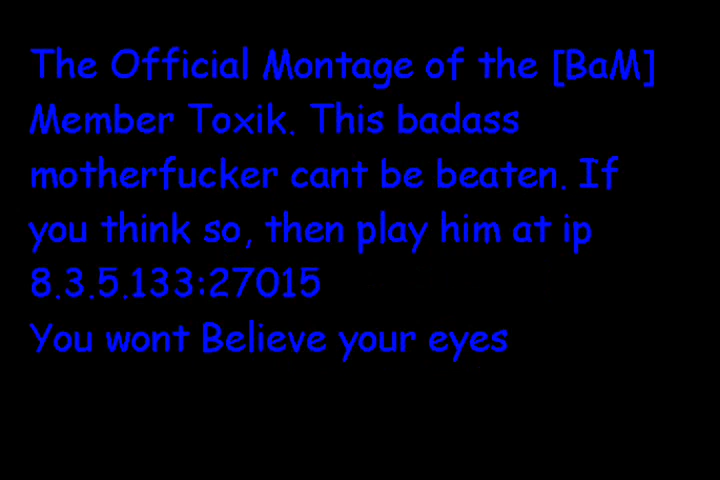 The Official Montage of the [BaM]
Member Toxik. This badass
motherfucker cant be beaten. If
you think so, then play him at ip
8.3.5.133:27015
You wont Believe your eyes